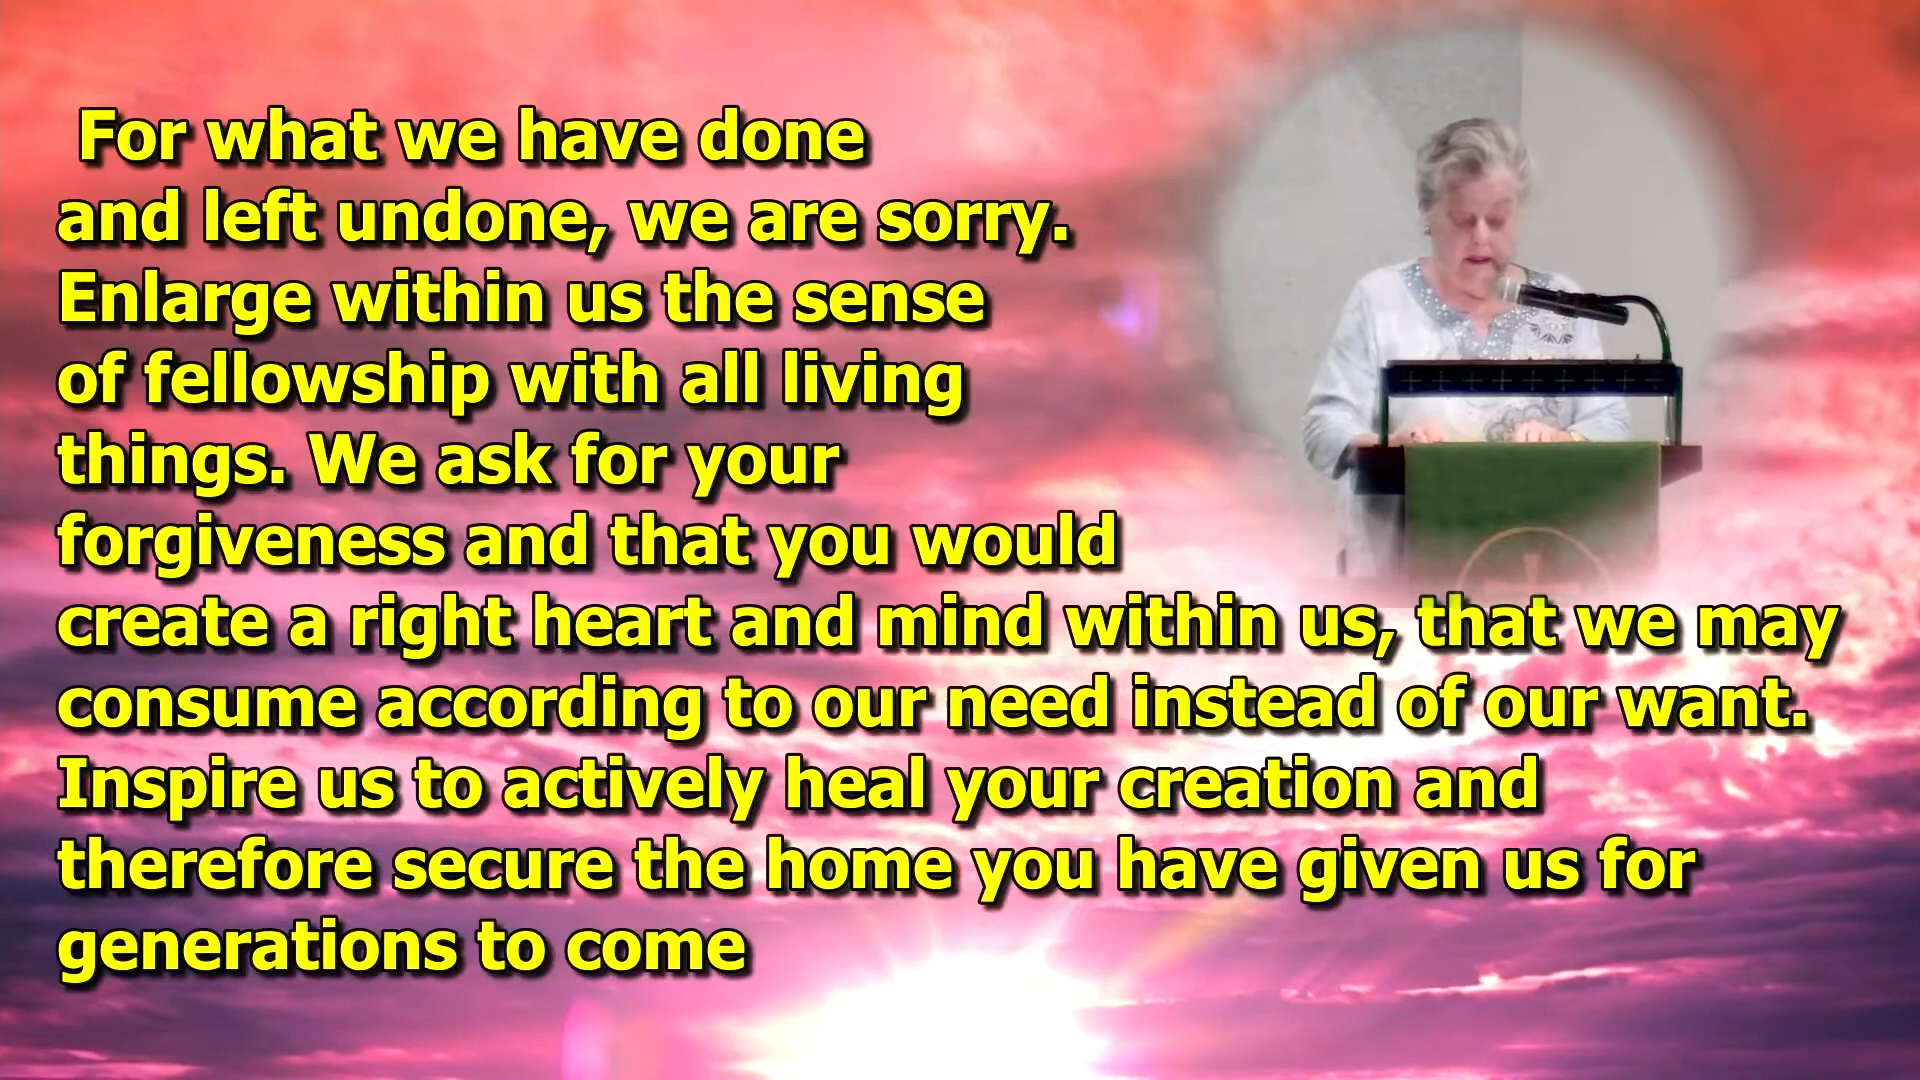 For what we have done
and left undone, we are sorry.
Enlarge within us the sense
of fellowship with all living
things. We ask for your
forgiveness and that you would
create a right heart and mind within us, that we may
consume according to our need instead of our want.
Inspire us to actively heal your creation and
therefore secure the home you have given us for
generations to come